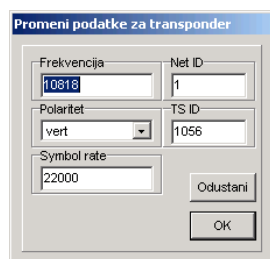 Promeni podatke za transponder
Frekvencija
Net ID
10818
1
Polaritet
TS ID
vert
1056
Symbol rate
22000
Odustani
OK